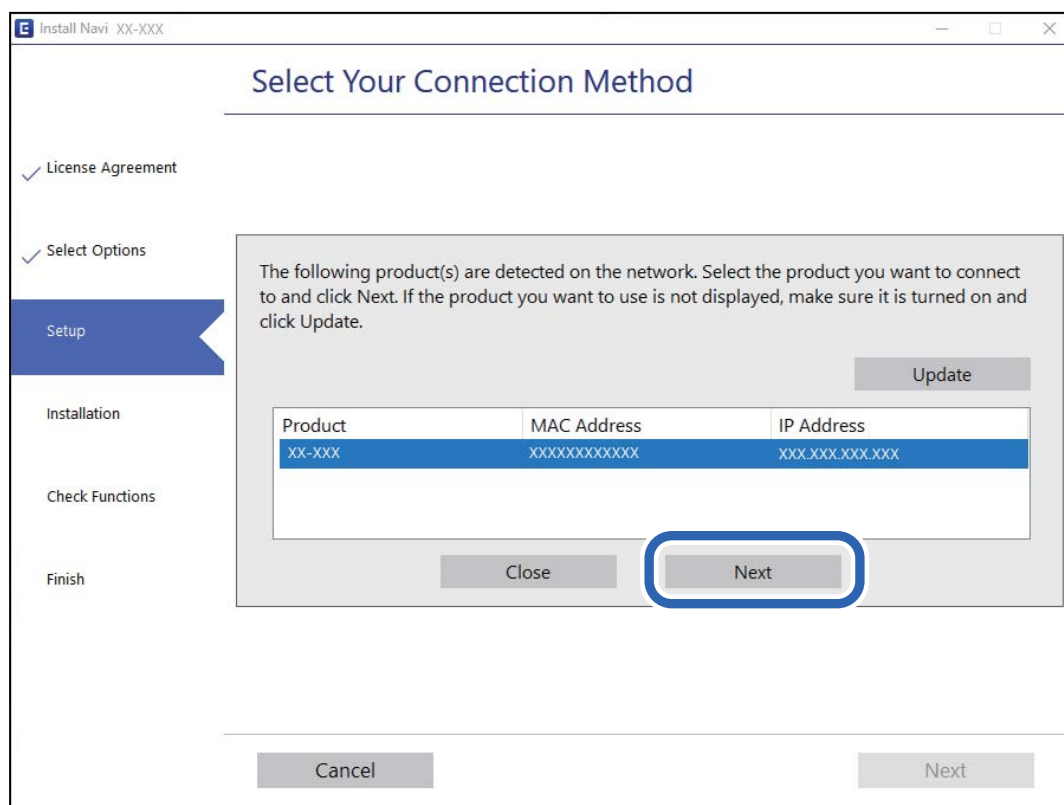 E Install Navi XX-XXX
Select Your Connection Method
License Agreement
Select Options
Setup
Installation
Check Functions
Finish
The following product(s) are detected on the network. Select the product you want to connect
to and click Next. If the product you want to use is not displayed, make sure it is turned on and
click Update.
Update
Product MAC Address IP Address
XX-XXX XXXXXXXXXXXX XXX.XXX.XXX.XXX
Close Next
Cancel Next